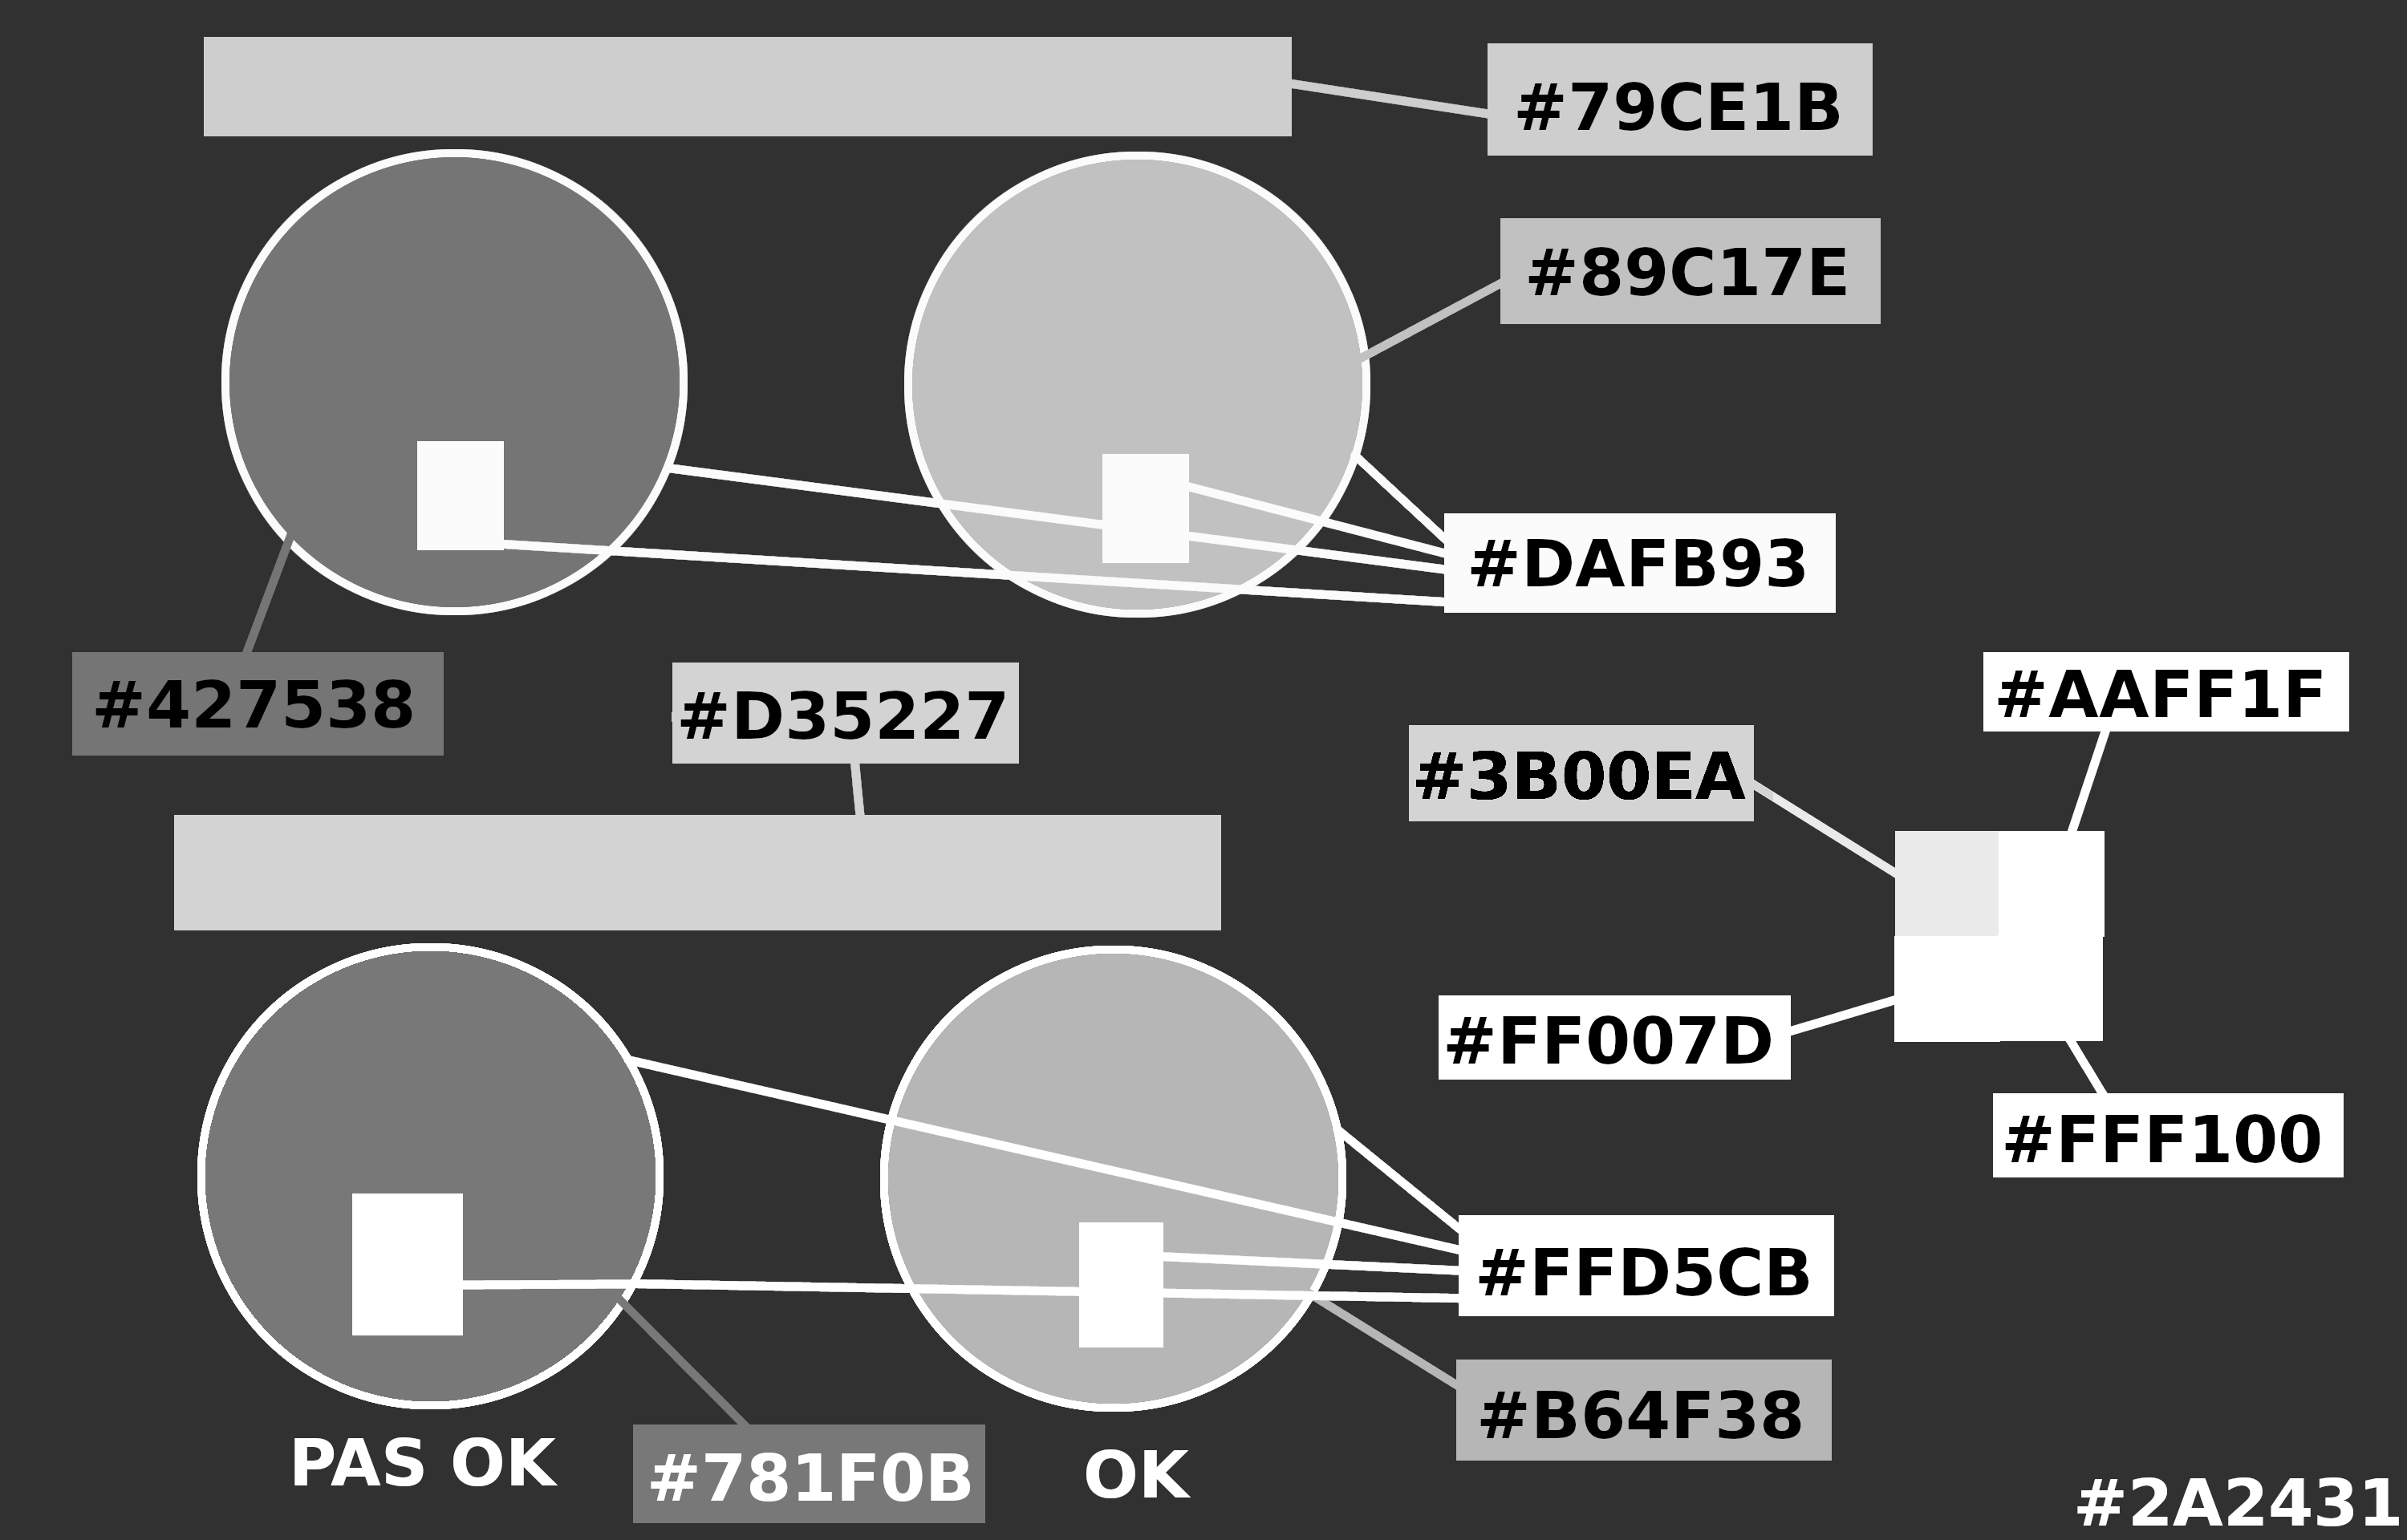 #79CE1B
#89C17E
#DAFB93
#427538
#D35227
#AAFF1F
#3B00EA
#FF007D
#FFF100
#FFD5CB
#B64F38
PAS OK
#781F0B
OK
#2A2431